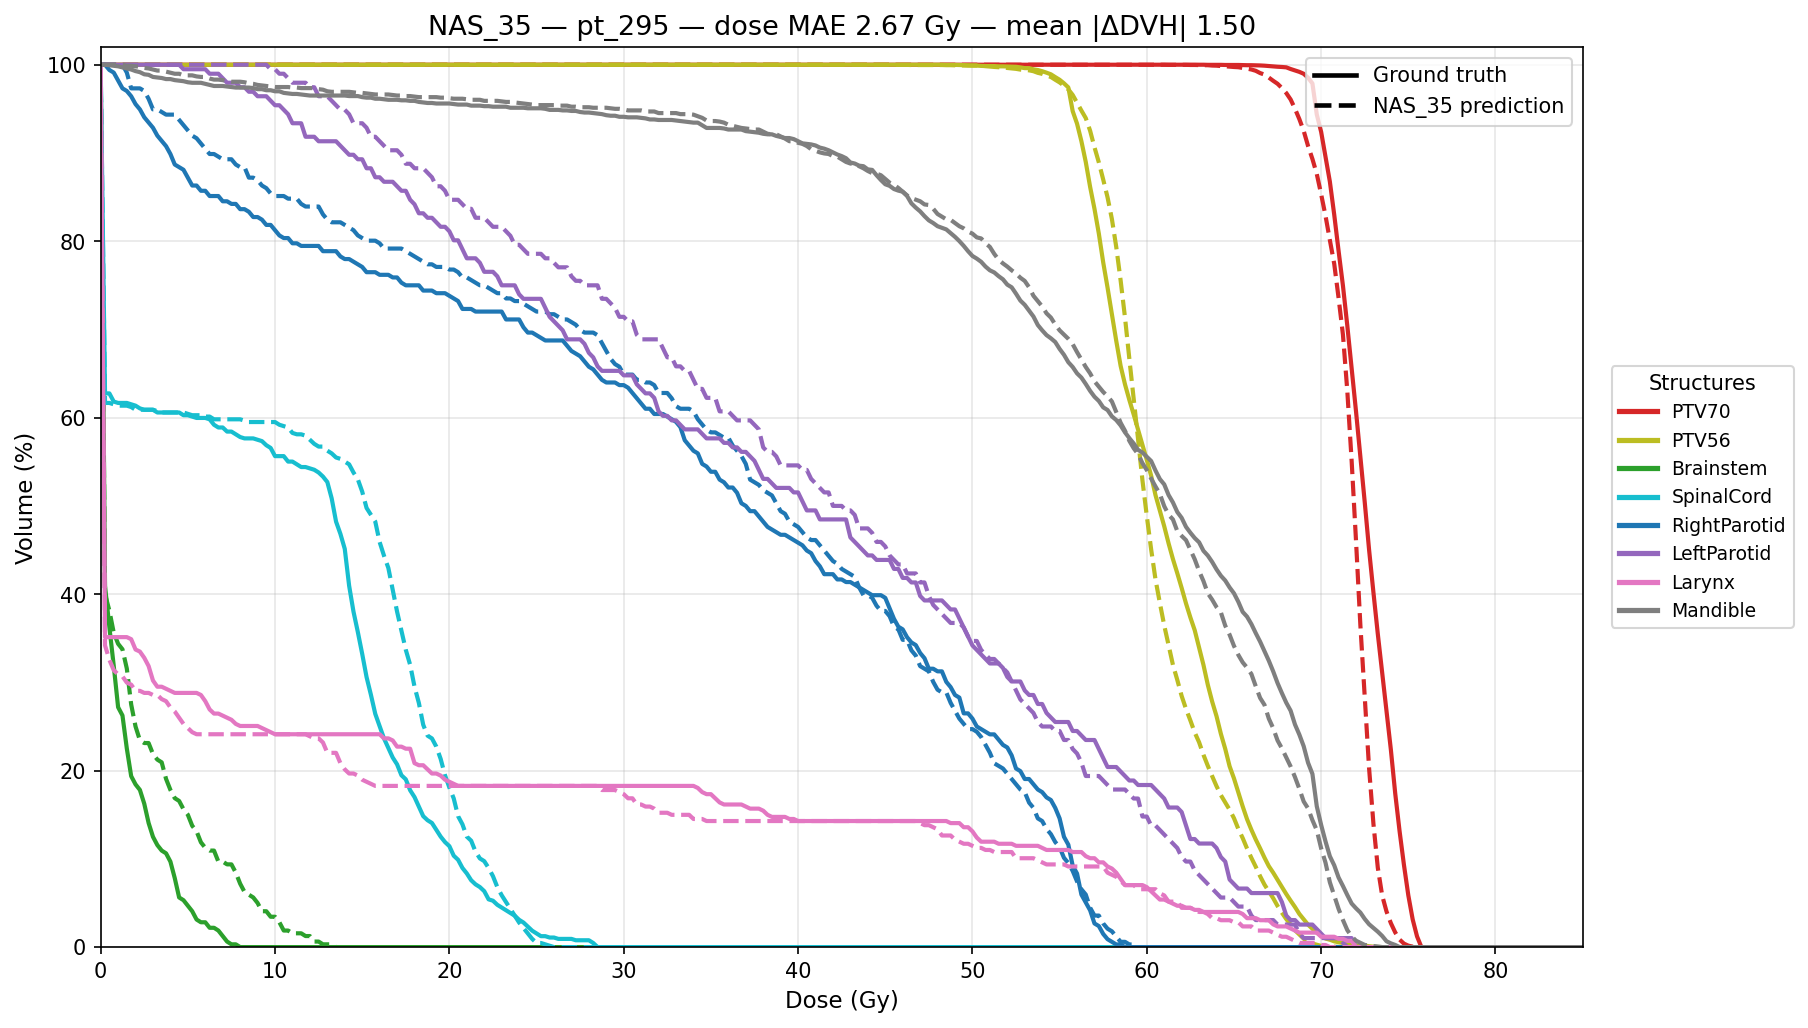 NAS_35 — pt_295 — dose MAE 2.67 Gy — mean |ΔDVH| 1.50
Ground truth
NAS_35 prediction
Volume (%)
100
80
60
40
20
0
0 10 20 30 40 50 60 70 80
Dose (Gy)
Structures
PTV70
PTV56
Brainstem
SpinalCord
RightParotid
LeftParotid
Larynx
Mandible